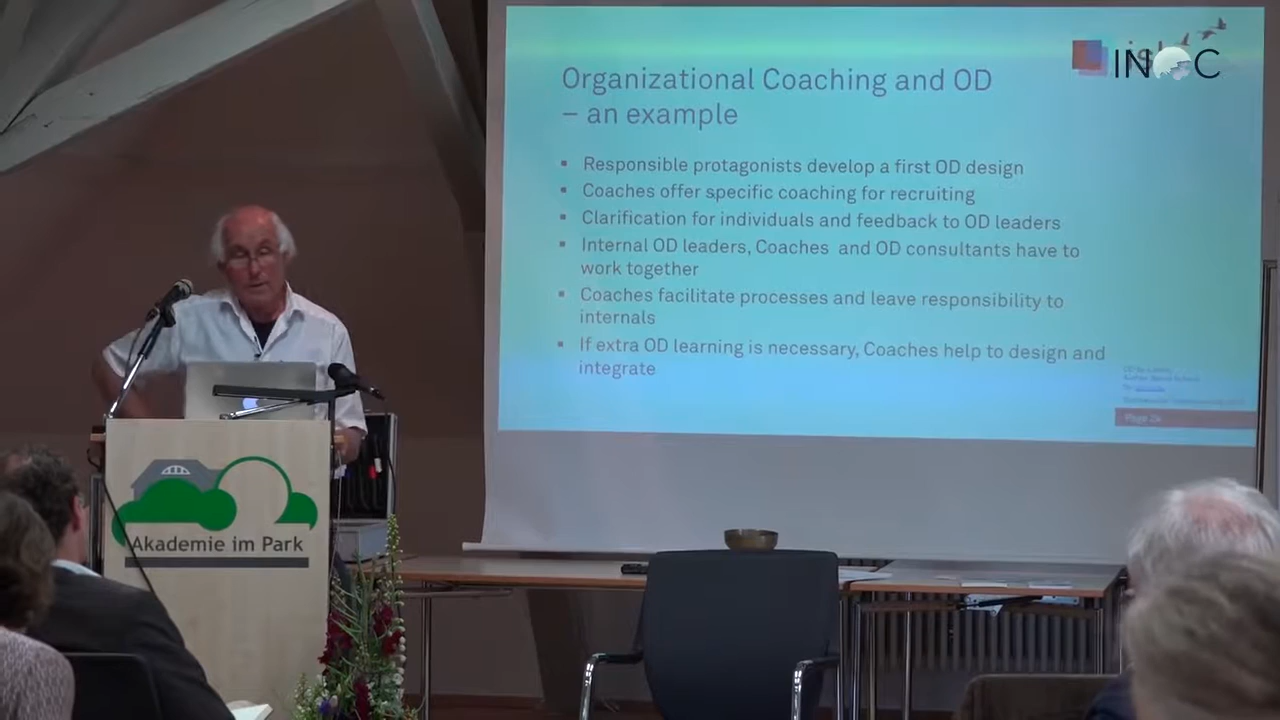 INOC
Organizational Coaching and OD
– an example
▪ Responsible protagonists develop a first OD design
▪ Coaches offer specific coaching for recruiting
▪ Clarification for individuals and feedback to OD leaders
▪ Internal OD leaders, Coaches and OD consultants have to
work together
▪ Coaches facilitate processes and leave responsibility to
internals
▪ If extra OD learning is necessary, Coaches help to design and
integrate
Akademie im Park